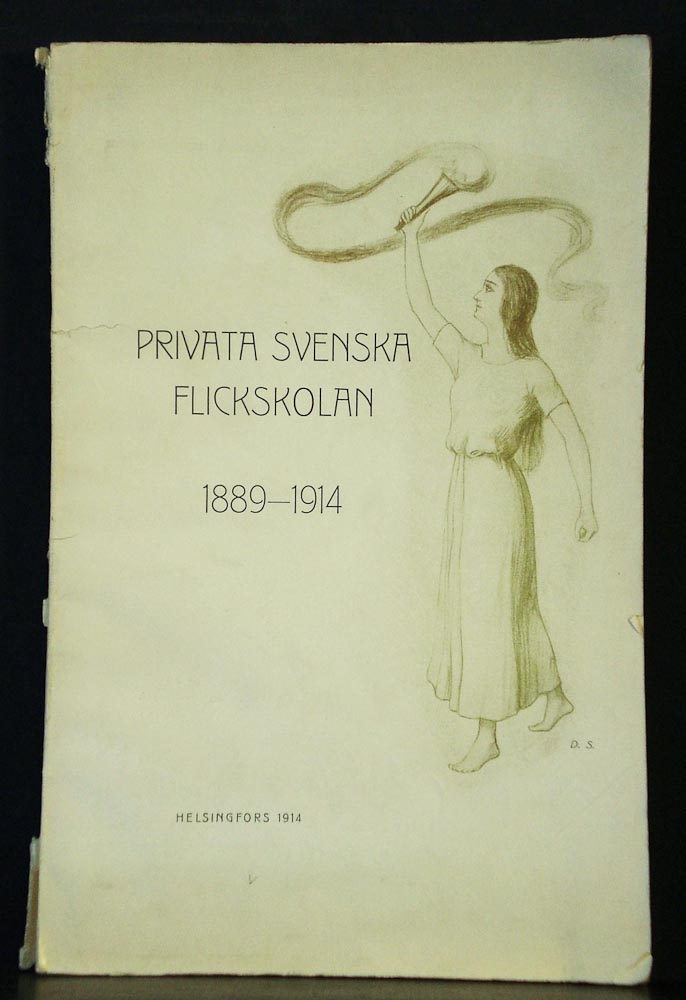 PRIVATA SVENSKA
FLICKSKOLAN
1889—1914
D. S.
HELSINGFORS 1914